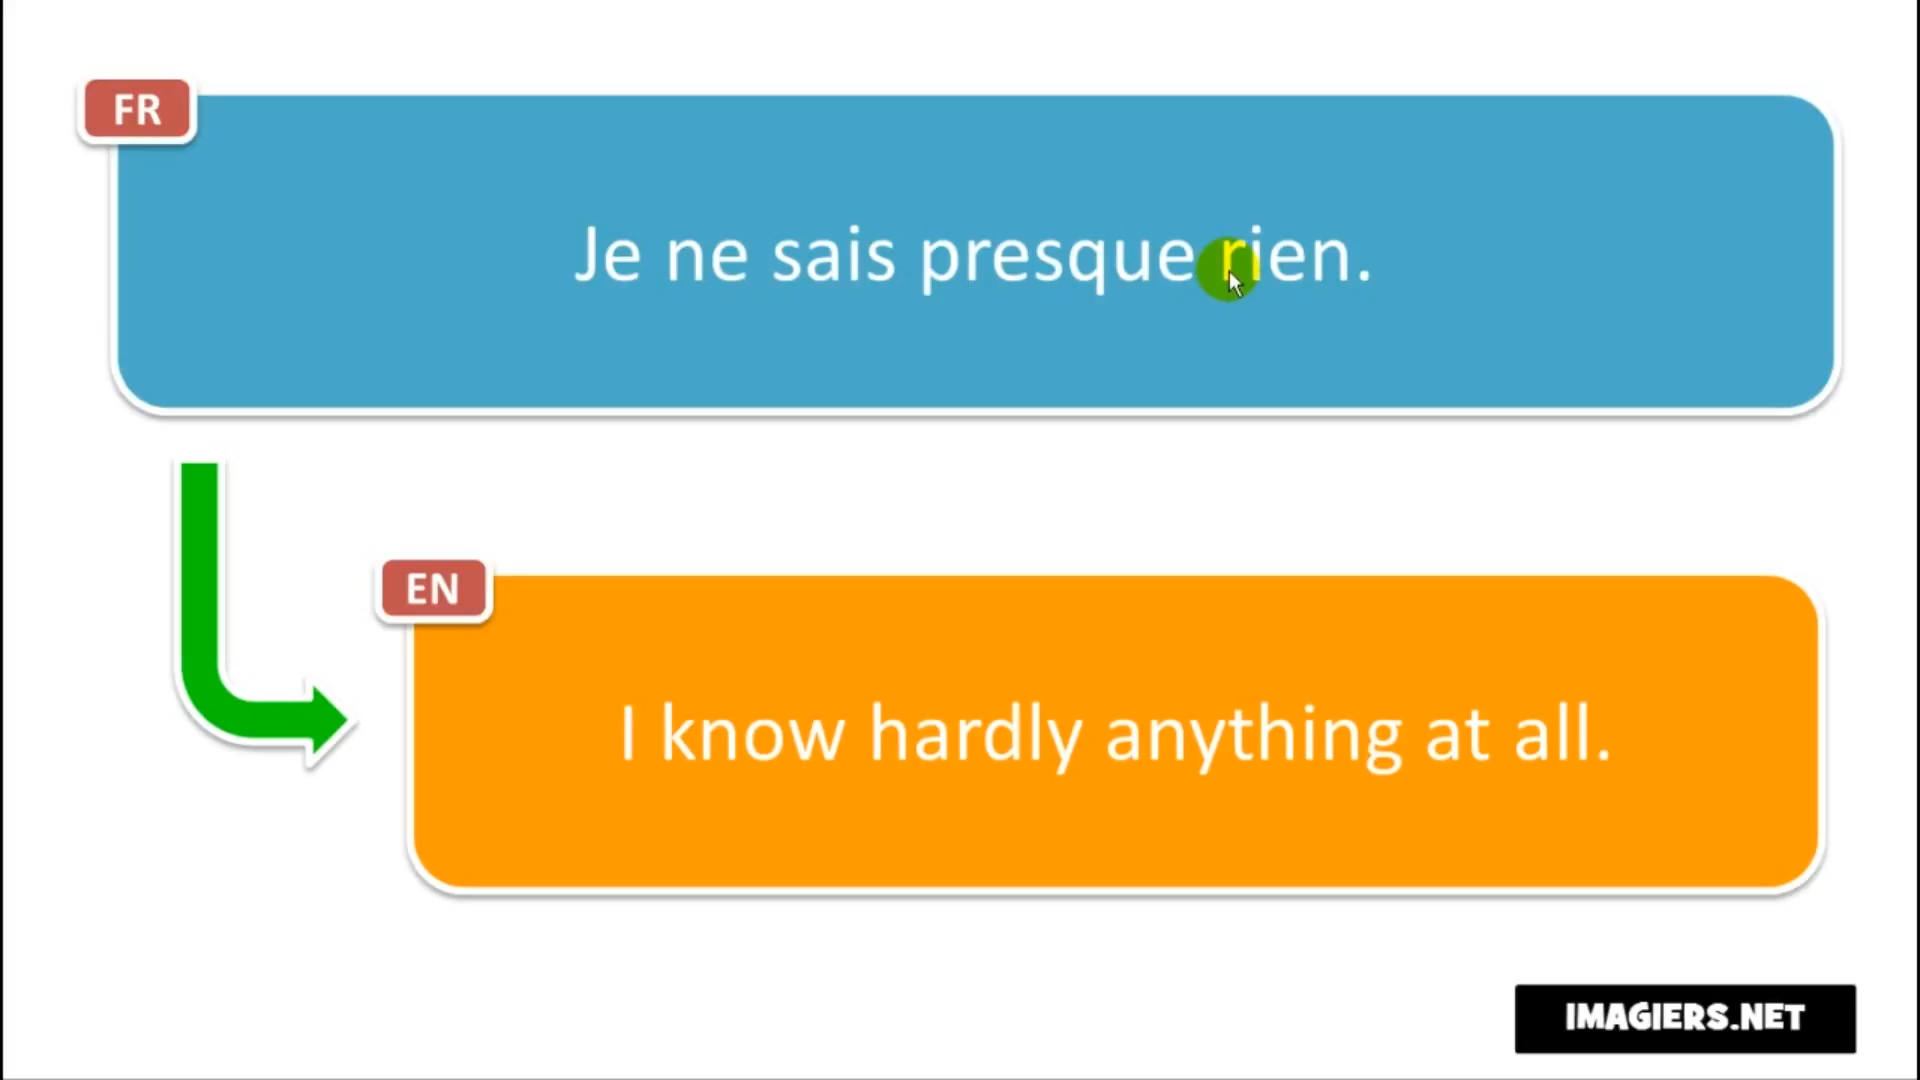 FR
Je ne sais presque rien.
EN
I know hardly anything at all.
IMAGIERS.NET